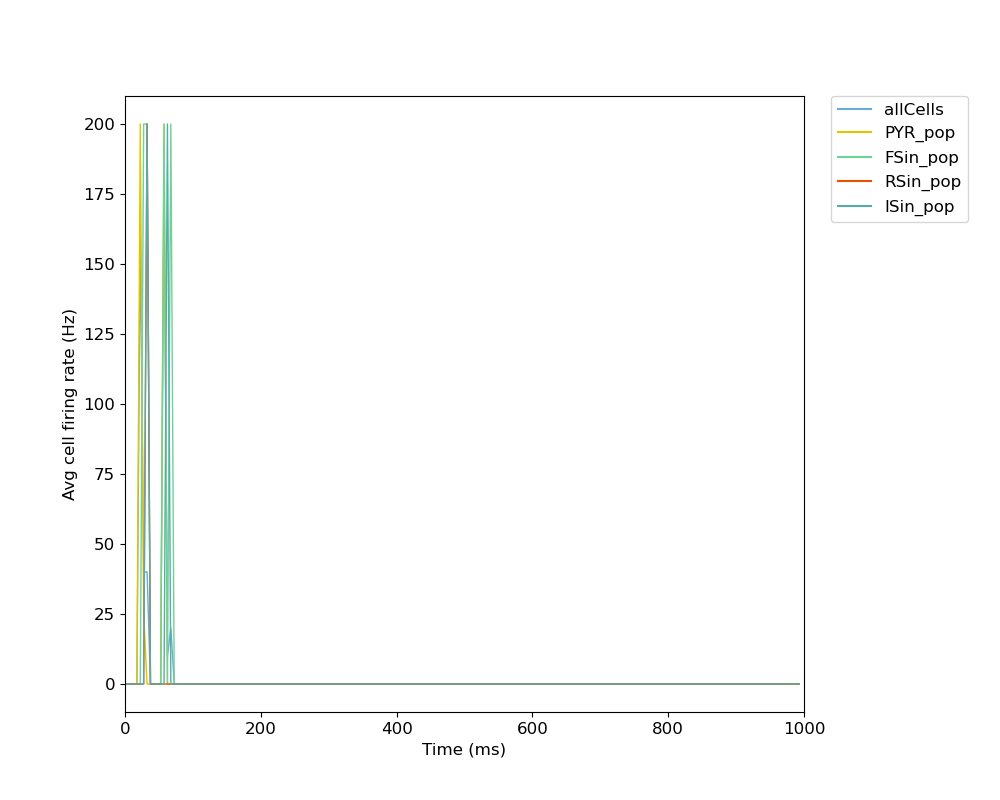 200
175
150
125
100
75
50
25
0
Avg cell firing rate (Hz)
0 200 400 600 800 1000
Time (ms)
allCells
PYR_pop
FSin_pop
RSin_pop
ISin_pop